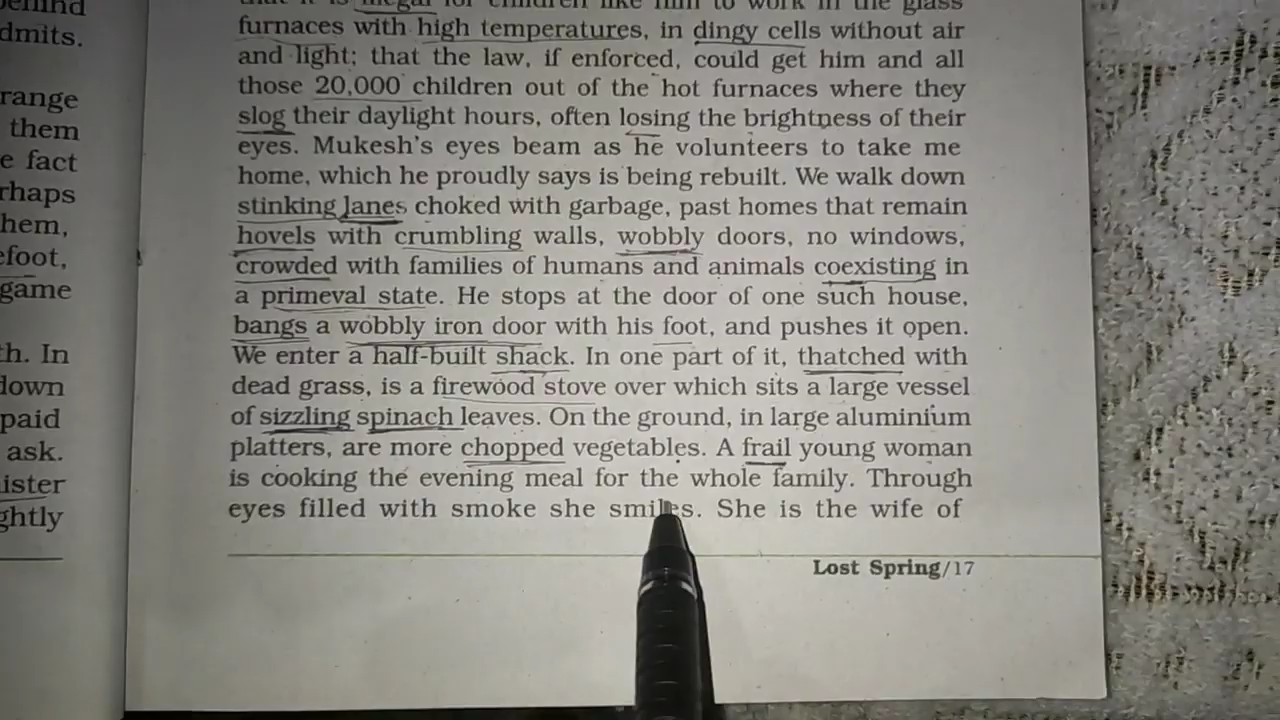 ehind
dmits.
range
them
e fact
rhaps
hem,
efoot,
game
th. In
down
paid
ask.
ister
ghtly
that it is illegal for children like him to work in the glass
furnaces with high temperatures, in dingy cells without air
and light; that the law, if enforced, could get him and all
those 20,000 children out of the hot furnaces where they
slog their daylight hours, often losing the brightness of their
eyes. Mukesh's eyes beam as he volunteers to take me
home, which he proudly says is being rebuilt. We walk down
stinking lanes choked with garbage, past homes that remain
hovels with crumbling walls, wobbly doors, no windows,
crowded with families of humans and animals coexisting in
a primeval state. He stops at the door of one such house,
bangs a wobbly iron door with his foot, and pushes it open.
We enter a half-built shack. In one part of it, thatched with
dead grass, is a firewood stove over which sits a large vessel
of sizzling spinach leaves. On the ground, in large aluminium
platters, are more chopped vegetables. A frail young woman
is cooking the evening meal for the whole family. Through
eyes filled with smoke she smiles. She is the wife of
Lost Spring/17